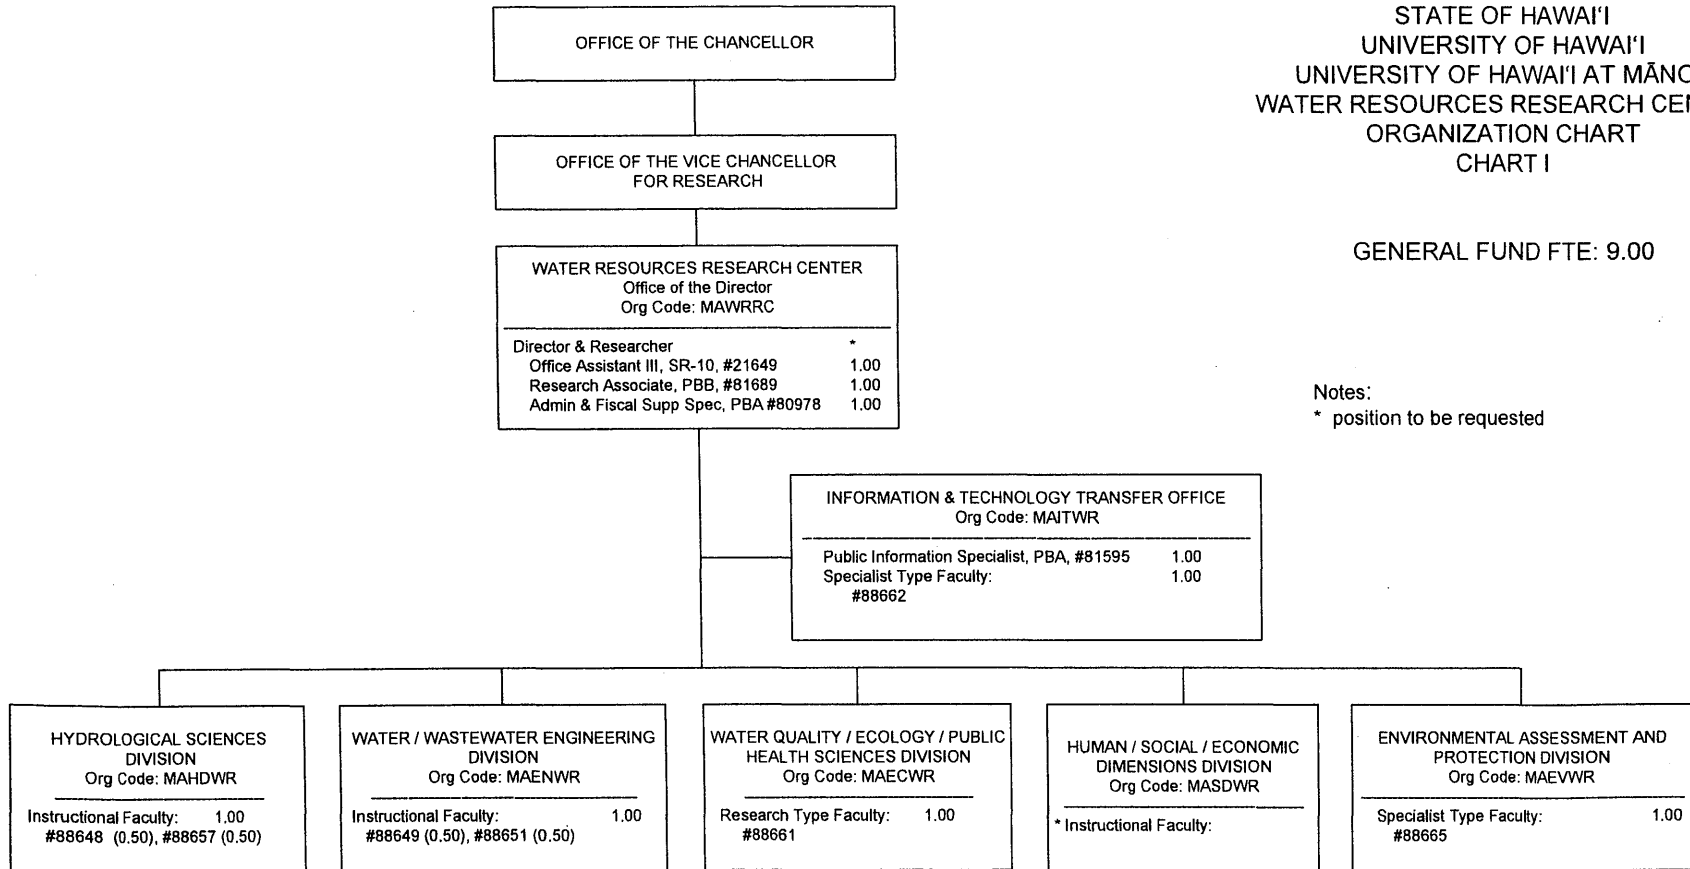 STATE OF HAWAIʻI
UNIVERSITY OF HAWAIʻI
UNIVERSITY OF HAWAIʻI AT
WATER RESOURCES RESEARCH
ORGANIZATION CHART
CHART I
GENERAL FUND FTE: 9.00
Notes:
* position to be requested
OFFICE OF THE CHANCELLOR
OFFICE OF THE VICE CHANCELLOR
FOR RESEARCH
WATER RESOURCES RESEARCH CENTER
Office of the Director
Org Code: MAWRRC
Director & Researcher *
Office Assistant III, SR-10, #21649 1.00
Research Associate, PBB, #81689 1.00
Admin & Fiscal Supp Spec, PBA #80978 1.00
INFORMATION & TECHNOLOGY TRANSFER OFFICE
Org Code: MAITWR
Public Information Specialist, PBA, #81595 1.00
Specialist Type Faculty: 1.00
#88662
HYDROLOGICAL SCIENCES
DIVISION
Org Code: MAHDWR
Instructional Faculty: 1.00
#88648 (0.50), #88657 (0.50)
WATER / WASTEWATER ENGINEERING
DIVISION
Org Code: MAENWR
Instructional Faculty: 1.00
#88649 (0.50), #88651 (0.50)
WATER QUALITY / ECOLOGY / PUBLIC
HEALTH SCIENCES DIVISION
Org Code: MAECWR
Research Type Faculty: 1.00
#88661
HUMAN / SOCIAL / ECONOMIC
DIMENSIONS DIVISION
Org Code: MASDWR
* Instructional Faculty:
ENVIRONMENTAL ASSESSMENT AND
PROTECTION DIVISION
Org Code: MAEVWR
Specialist Type Faculty: 1.00
#88665